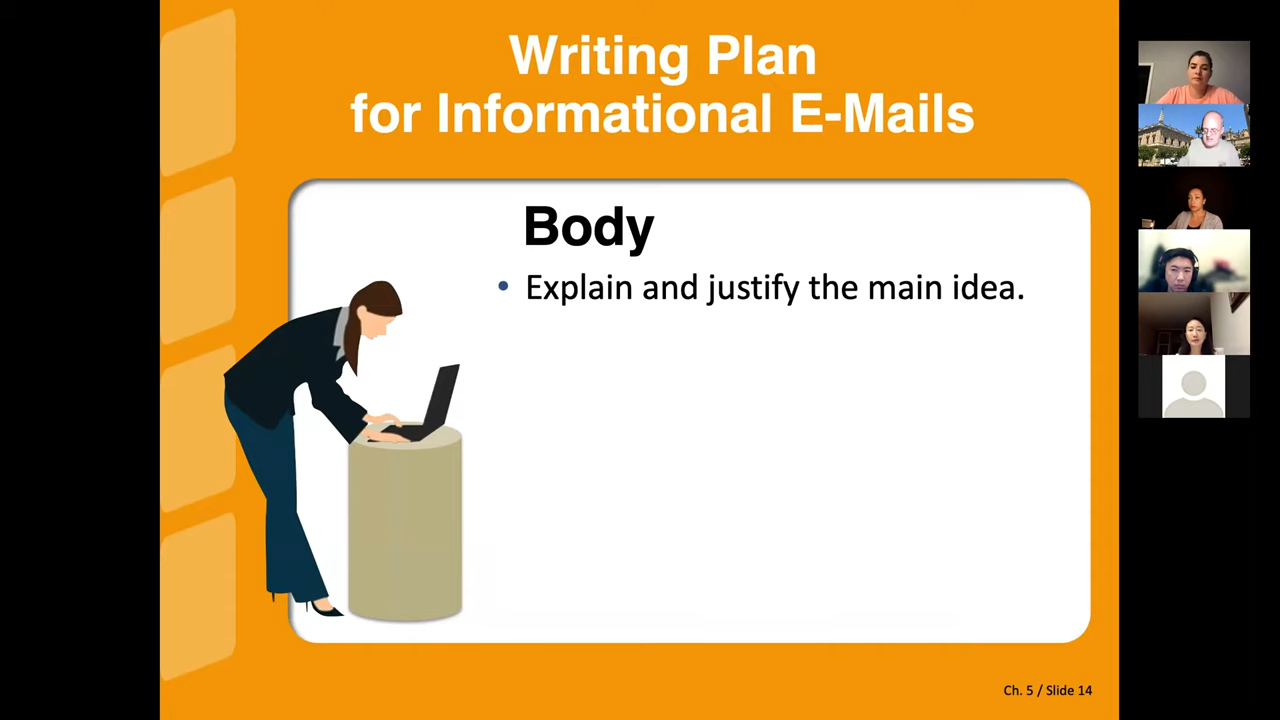 Writing Plan
for Informational E-Mails
Body
• Explain and justify the main idea.
Ch. 5 / Slide 14